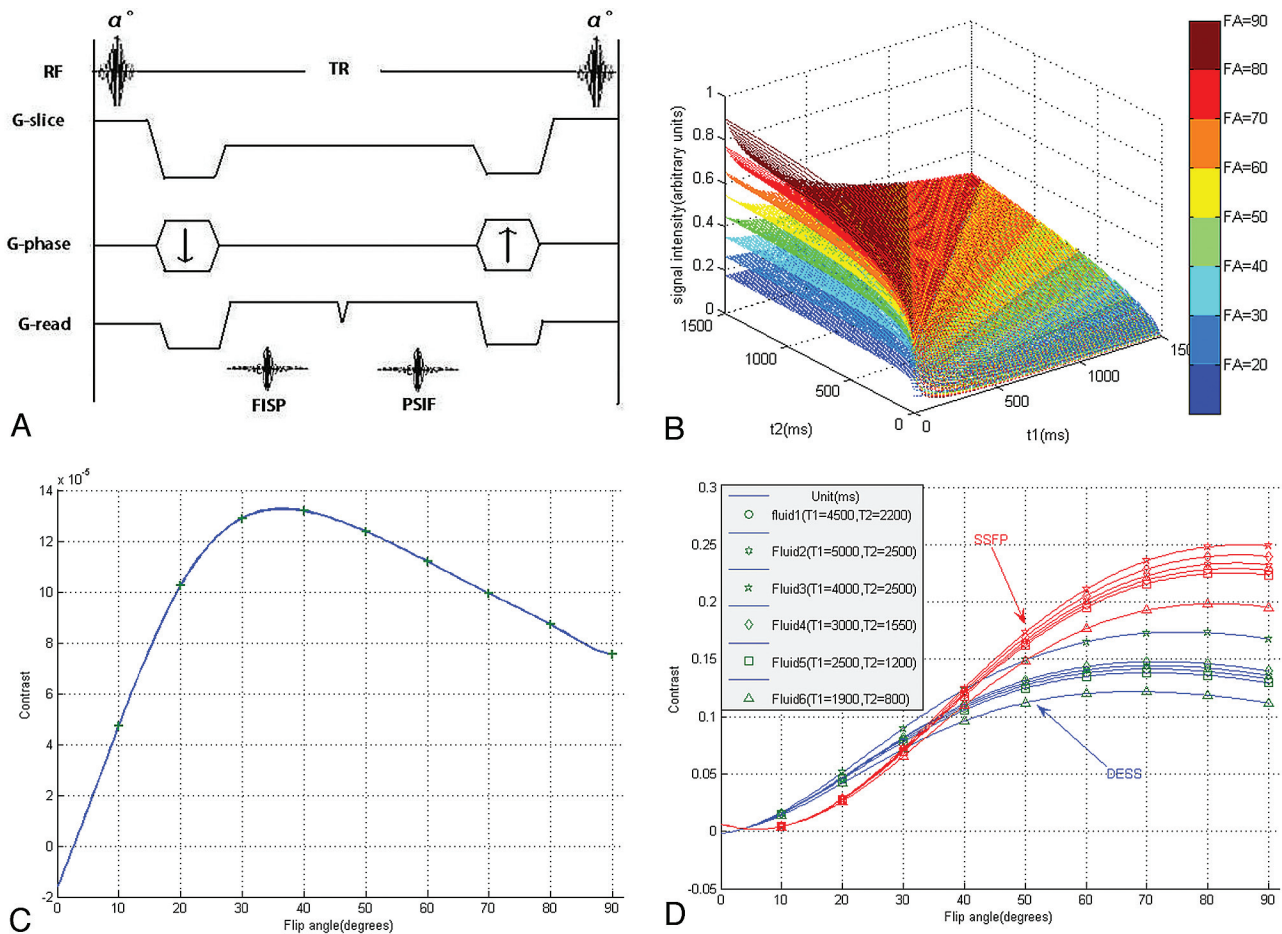 α°
α°
RF
TR
G-slice
G-phase
G-read
FISP
PSIF
A
signal intensity(arbitrary units)
1
0.8
0.6
0.4
0.2
0
1500
1000
500
0
t2(ms)
0
500
1000
150
t1(ms)
FA=90
FA=80
FA=70
FA=60
FA=50
FA=40
FA=30
FA=20
B
x 10-5
14
12
10
8
6
4
2
0
-2
Contrast
0 10 20 30 40 50 60 70 80 90
Flip angle(degrees)
C
0.3
0.25
0.2
0.15
0.1
0.05
0
-0.05
Contrast
Unit(ms)
fluid1(T1=4500,T2=2200)
Fluid2(T1=5000,T2=2500)
Fluid3(T1=4000,T2=2500)
Fluid4(T1=3000,T2=1550)
Fluid5(T1=2500,T2=1200)
Fluid6(T1=1900,T2=800)
SSFP
DESS
0 10 20 30 40 50 60 70 80 90
Flip angle(degrees)
D